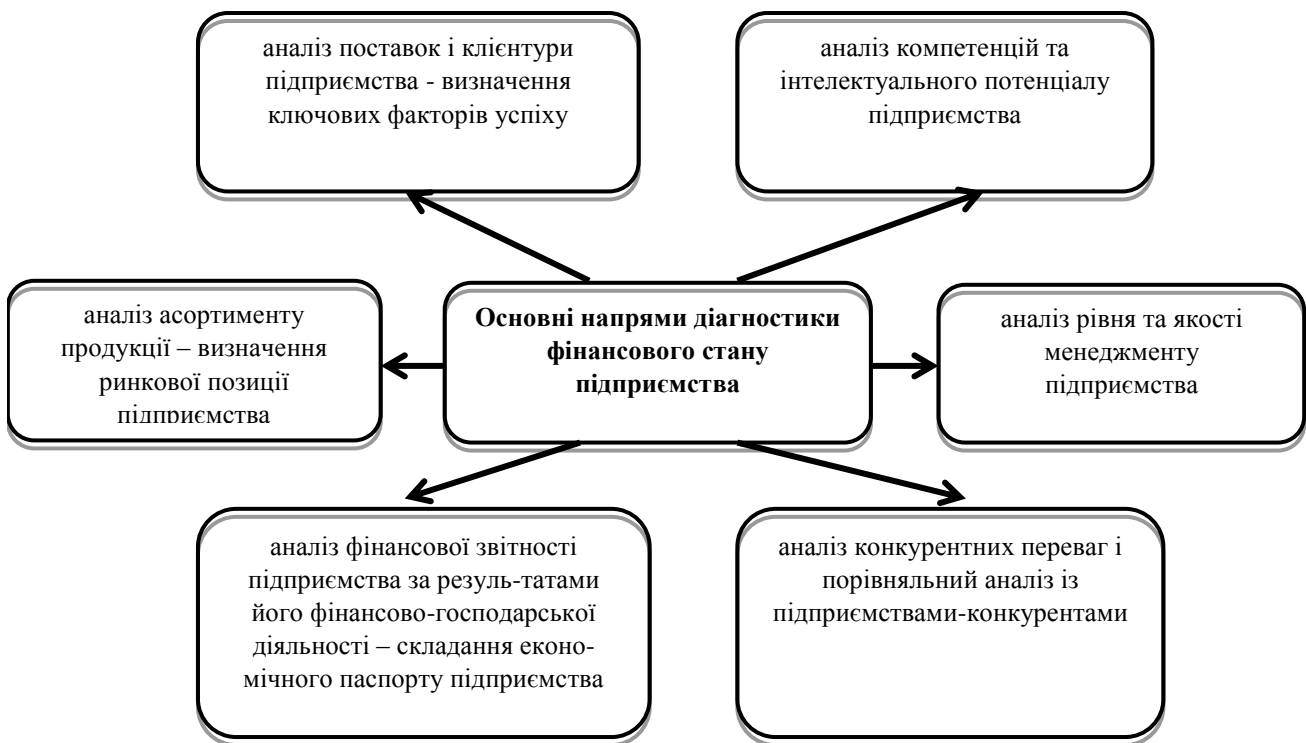 аналіз поставок і клієнтури
підприємства - визначення
ключових факторів успіху
аналіз компетенцій та
інтелектуального потенціалу
підприємства
аналіз асортименту
продукції – визначення
ринкової позиції
підприємства
Основні напрями діагностики
фінансового стану
підприємства
аналіз рівня та якості
менеджменту
підприємства
аналіз фінансової звітності
підприємства за резуль-татами
його фінансово-господарської
діяльності – складання еконо-
мічного паспорту підприємства
аналіз конкурентних переваг і
порівняльний аналіз із
підприємствами-конкурентами